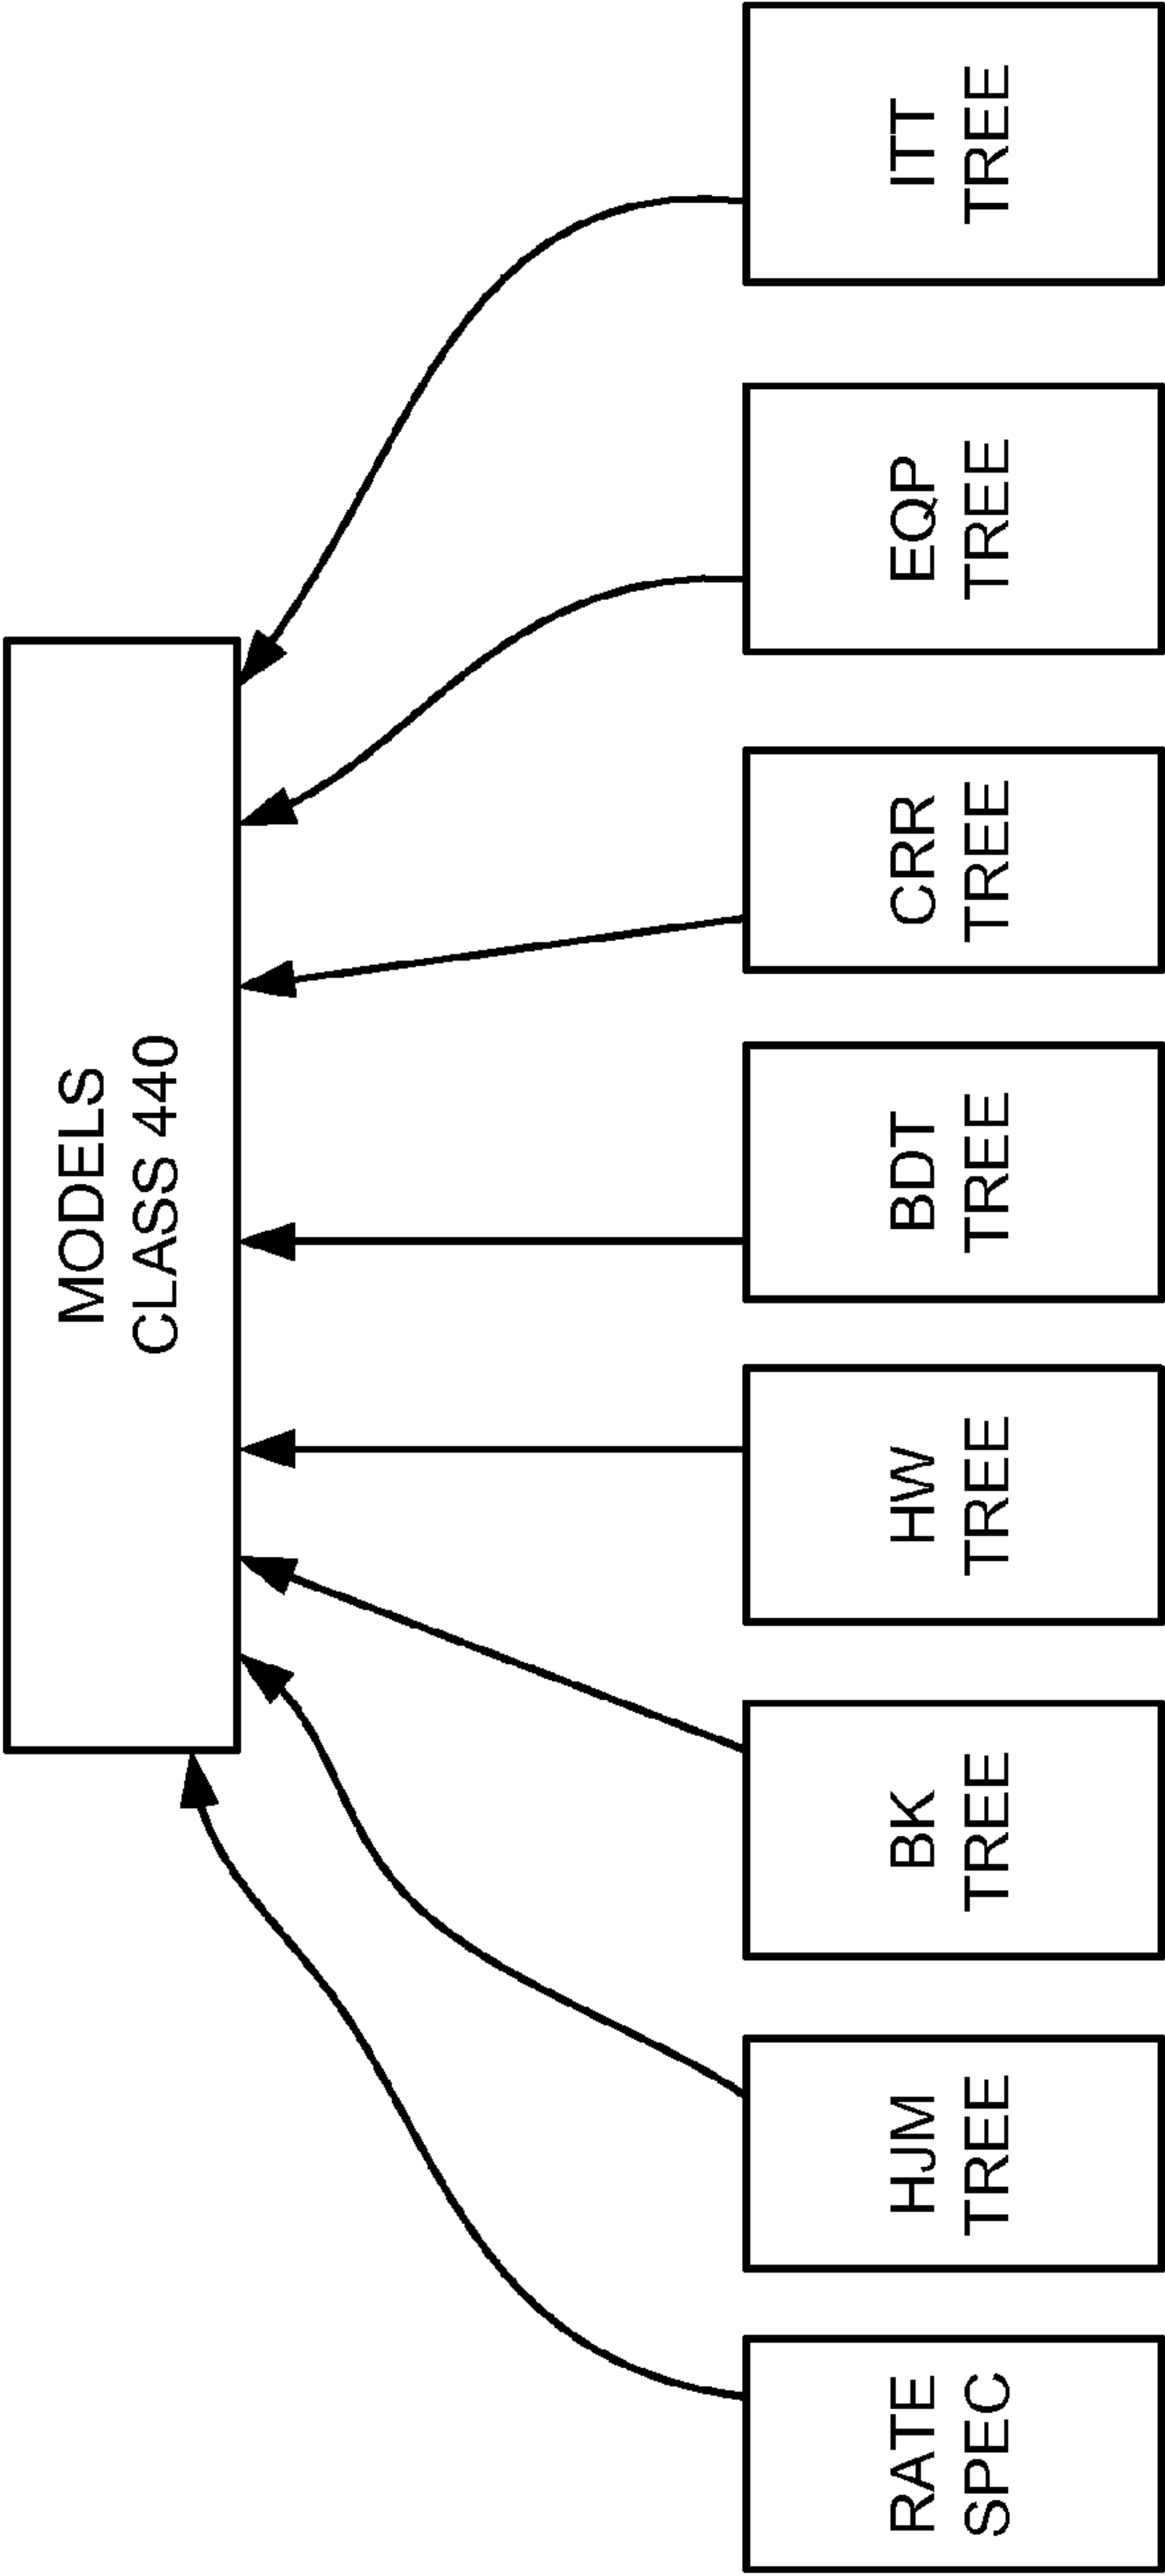 MODELS
CLASS 440
RATE
SPEC
HJM
TREE
BK
TREE
HW
TREE
BDT
TREE
CRR
TREE
EQP
TREE
ITT
TREE